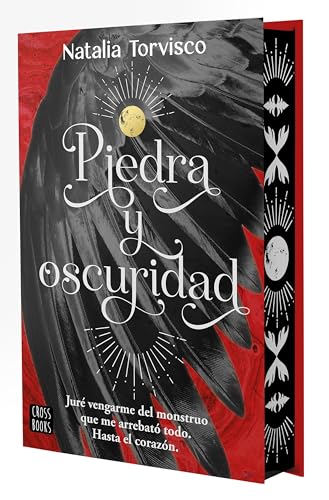 Natalia Torvisco
Piedra
y
oscuridad
CROSS
BOOKS
Juré vengarme del monstruo
que me arrebató todo.
Hasta el corazón.